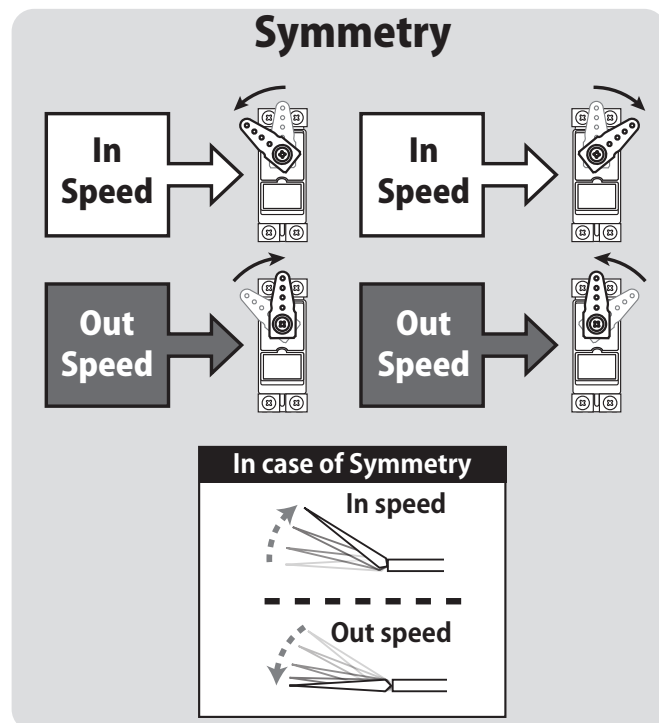 Symmetry
In
Speed
In
Speed
Out
Speed
Out
Speed
In case of Symmetry
In speed
Out speed